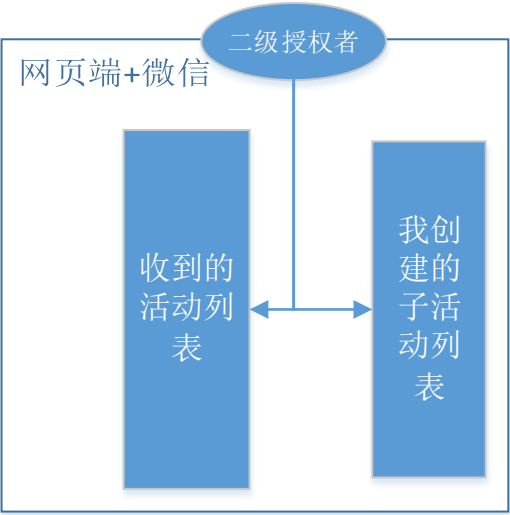 二级授权者
网页端+微信
收到的
活动列
表
我创
建的
子活
动列
表